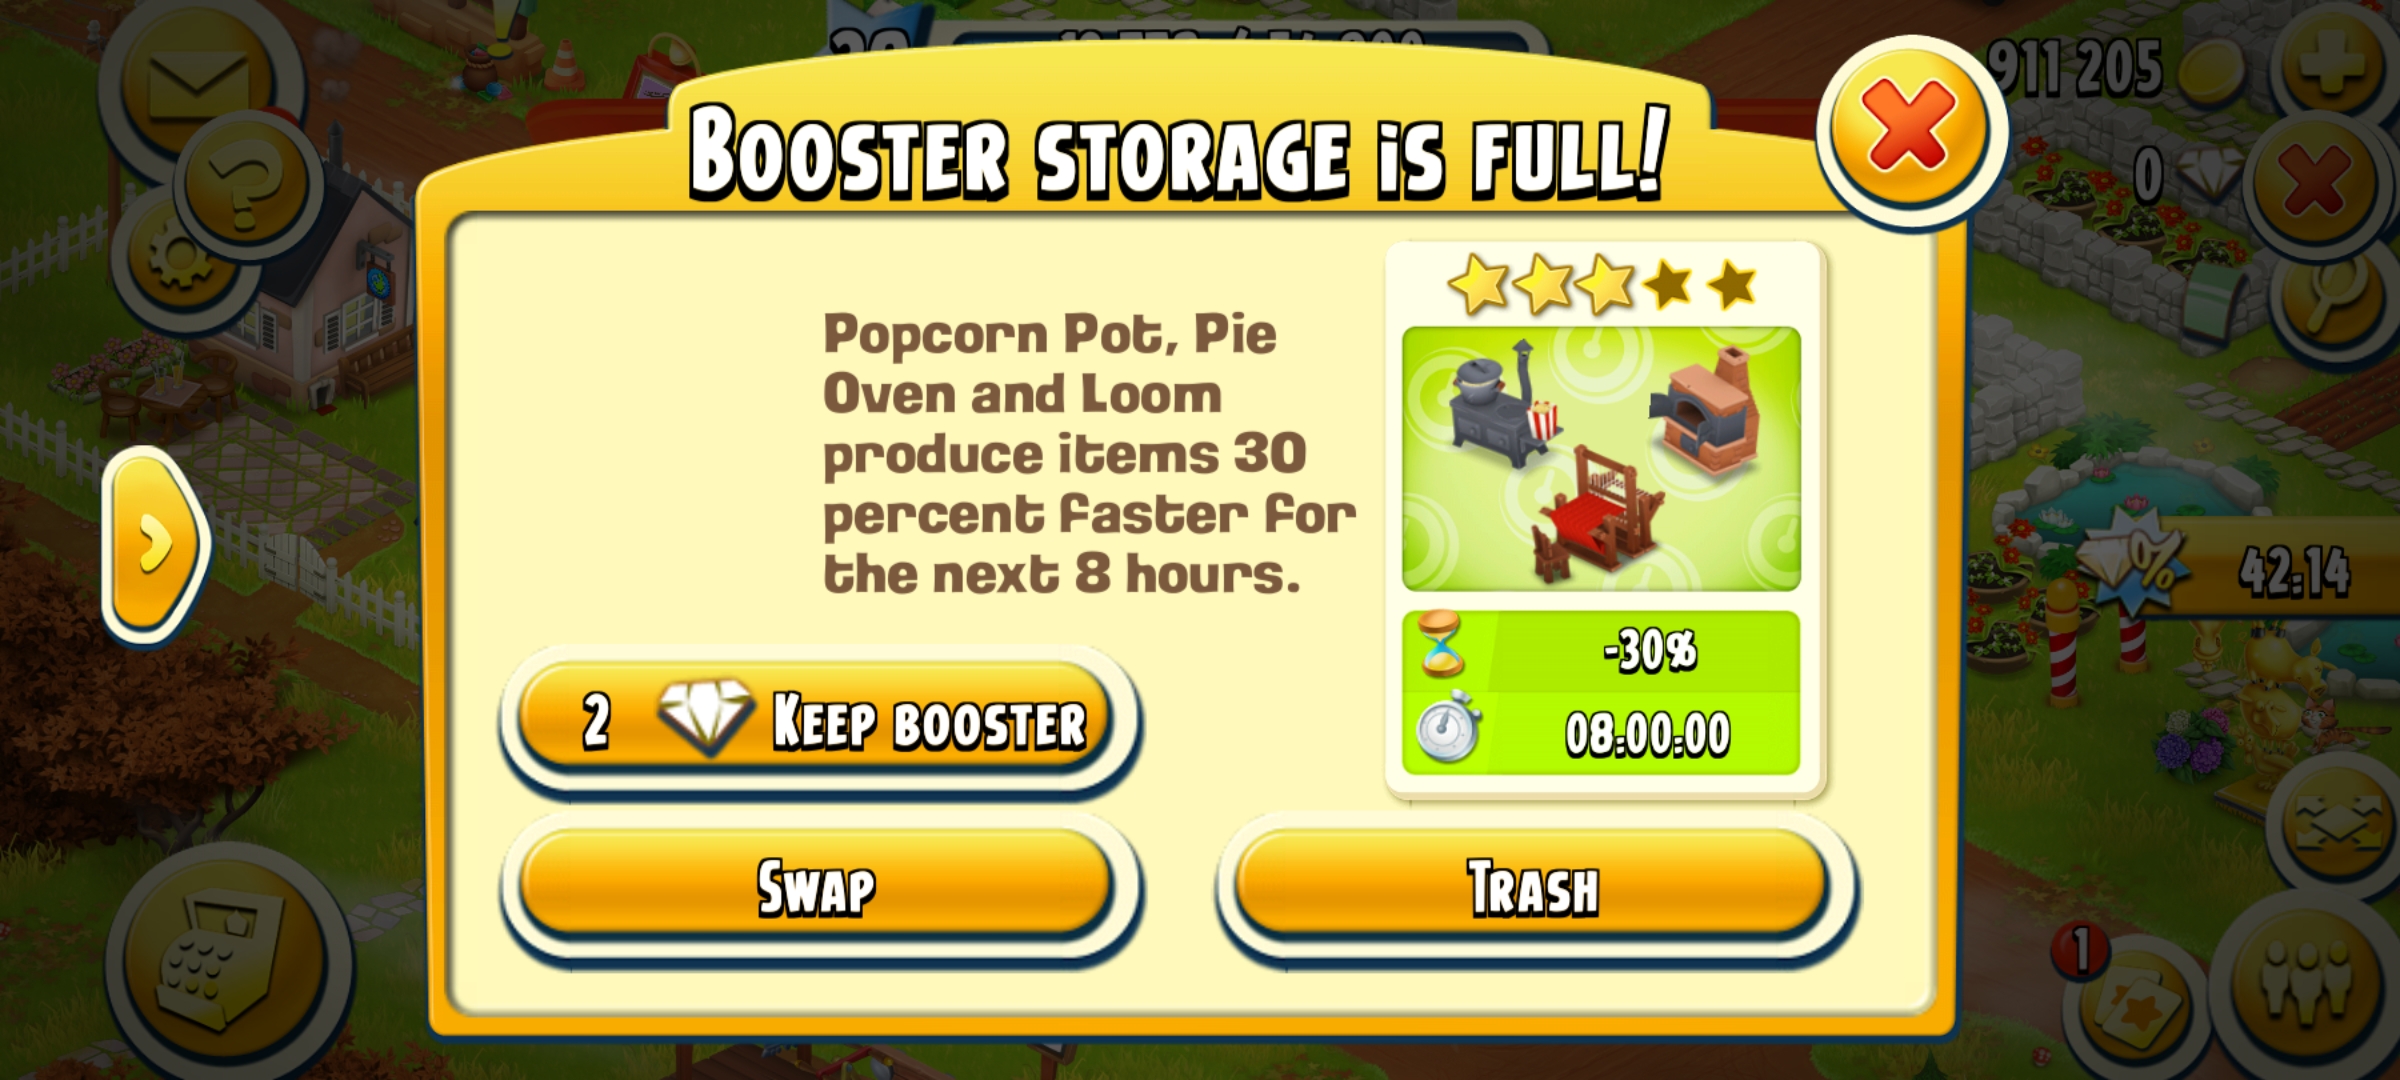 911 205
0
BOOSTER STORAGE iS FULL!
Popcorn Pot, Pie
Oven and Loom
produce items 30
percent faster for
the next 8 hours.
-30%
08:00:00
2 KEEP BOOSTER
SWAP
TRASH
%
42:14
1